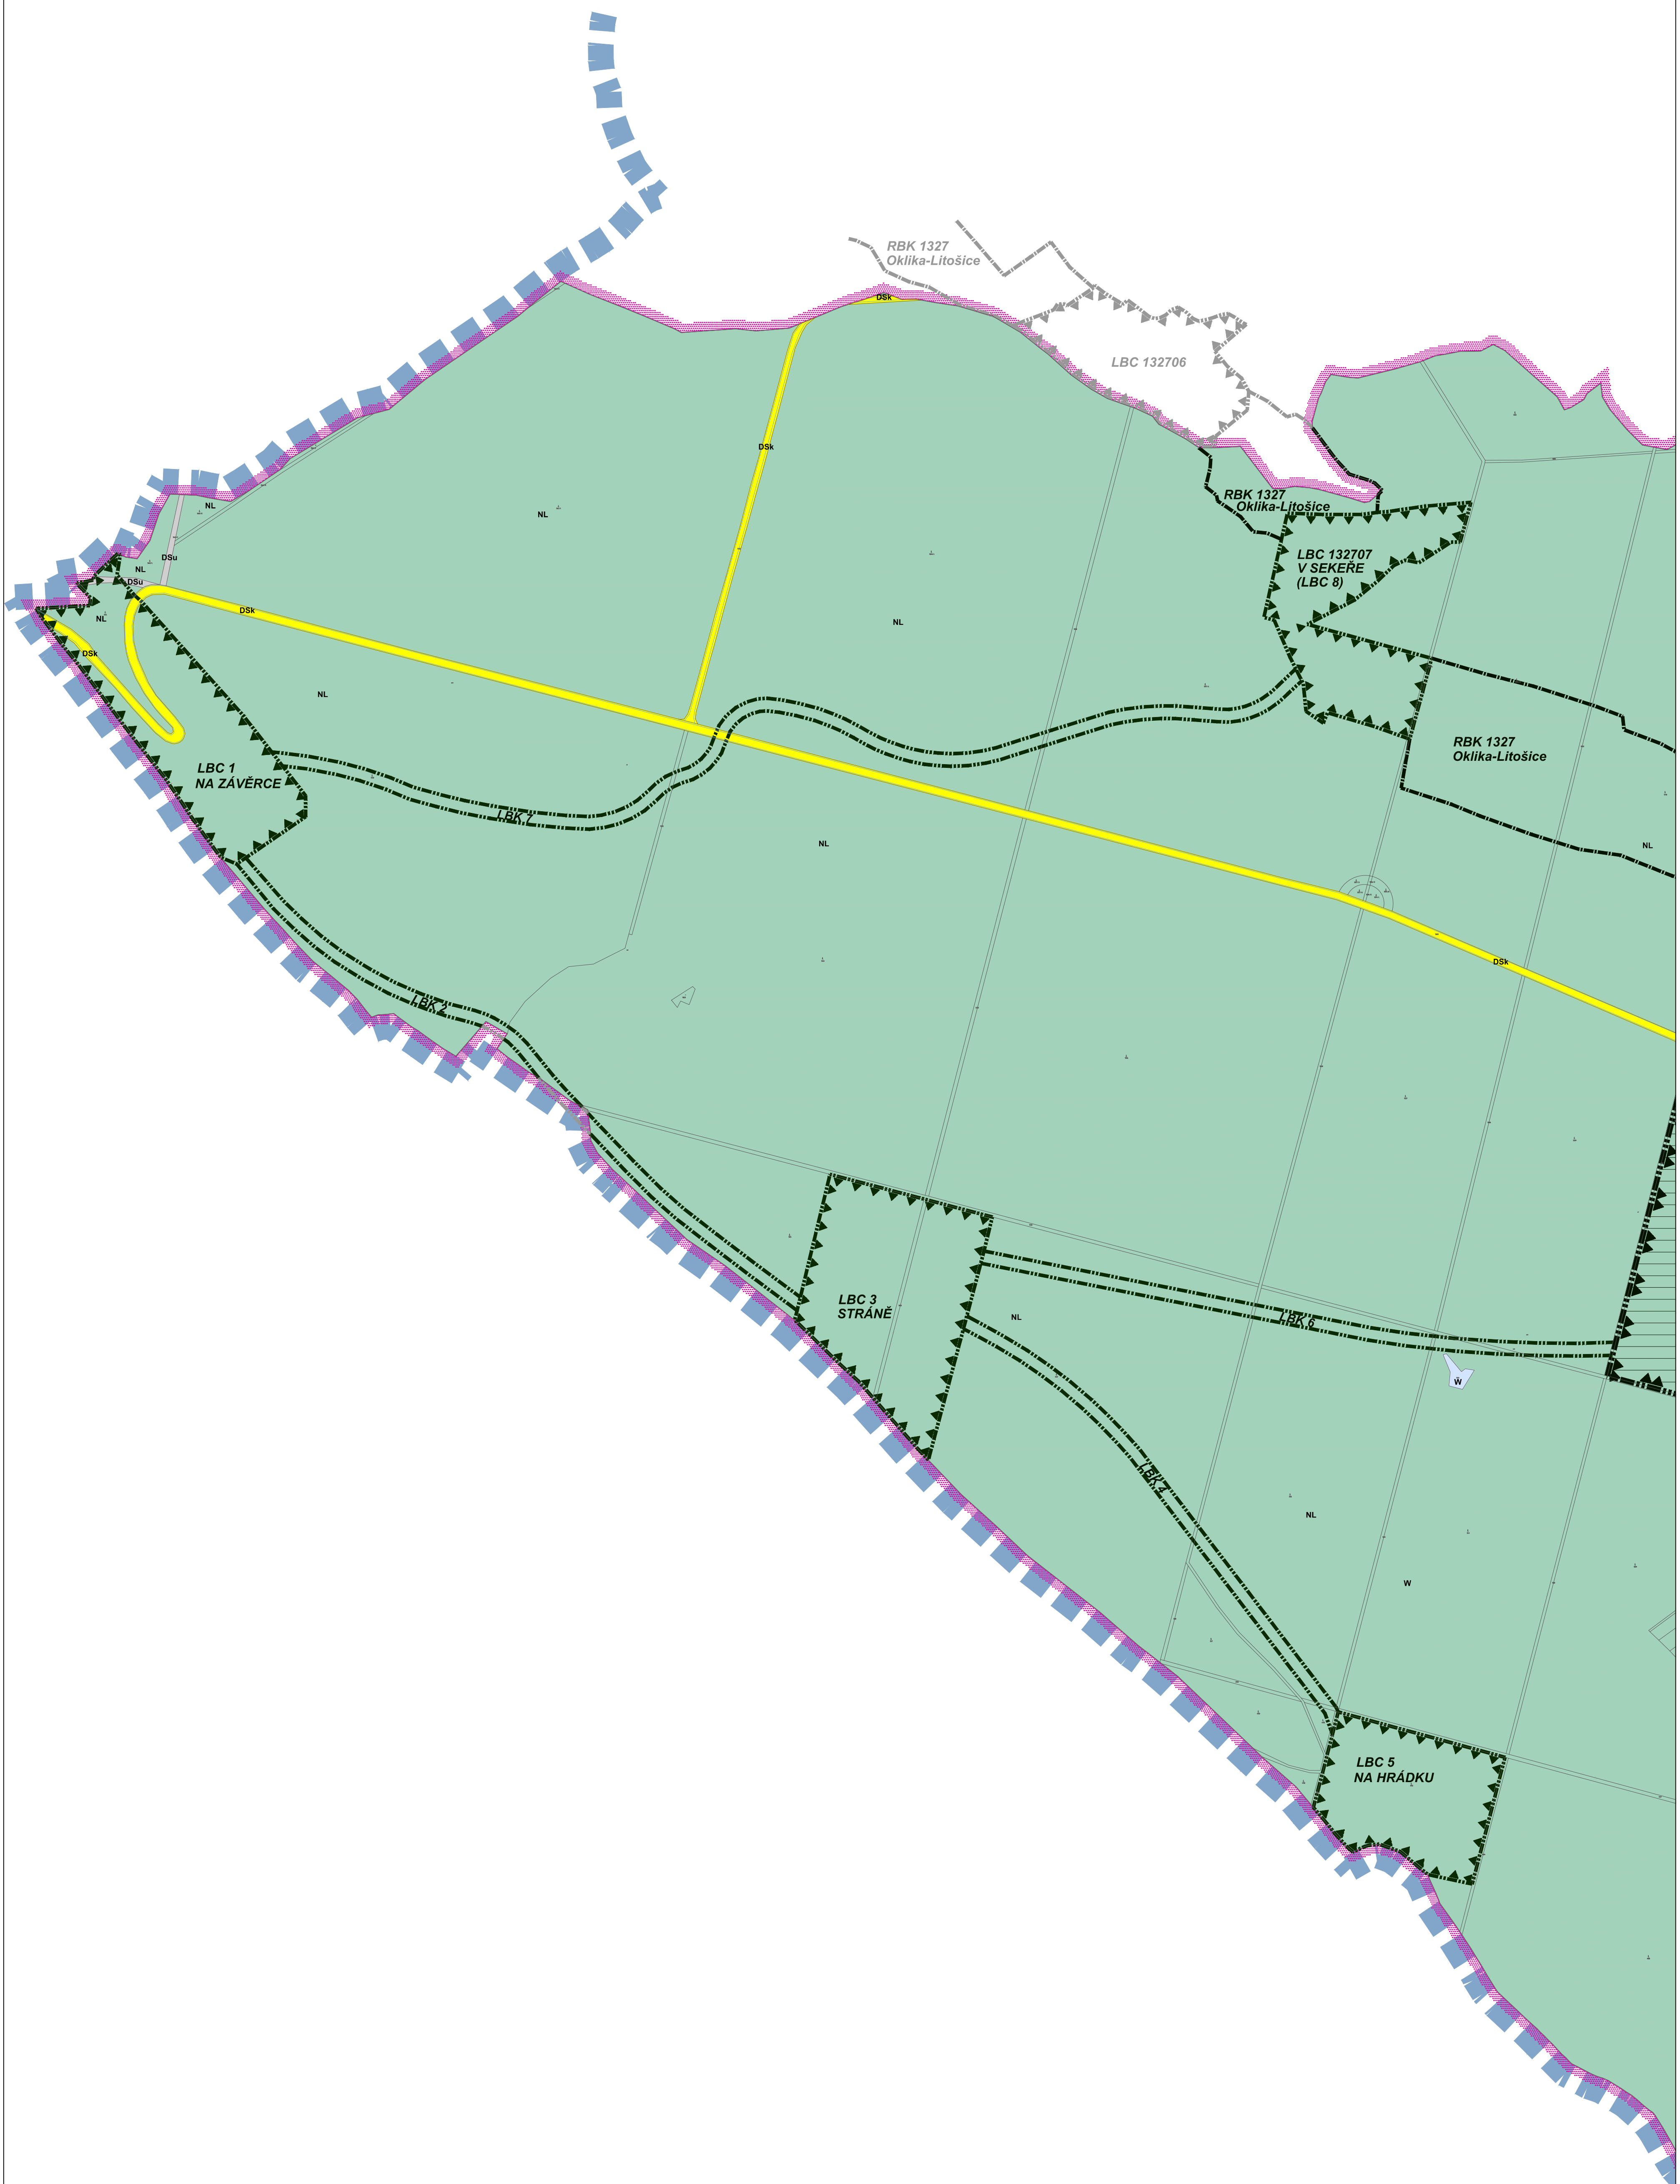 RBK 1327
Oklika-Litošice
DSk
LBC 132706
DSk
RBK 1327
Oklika-Litošice
NL
NL
DSu
LBC 132707
V SEKEŘE
(LBC 8)
NL
DSu
DSk
NL
NL
DSk
NL
RBK 1327
Oklika-Litošice
LBC 1
NA ZÁVĚRCE
LBK 7
NL
NL
DSk
LBK 2
LBC 3
STRÁNĚ
NL
LBK 6
W
LBK 4
NL
W
LBC 5
NA HRÁDKU